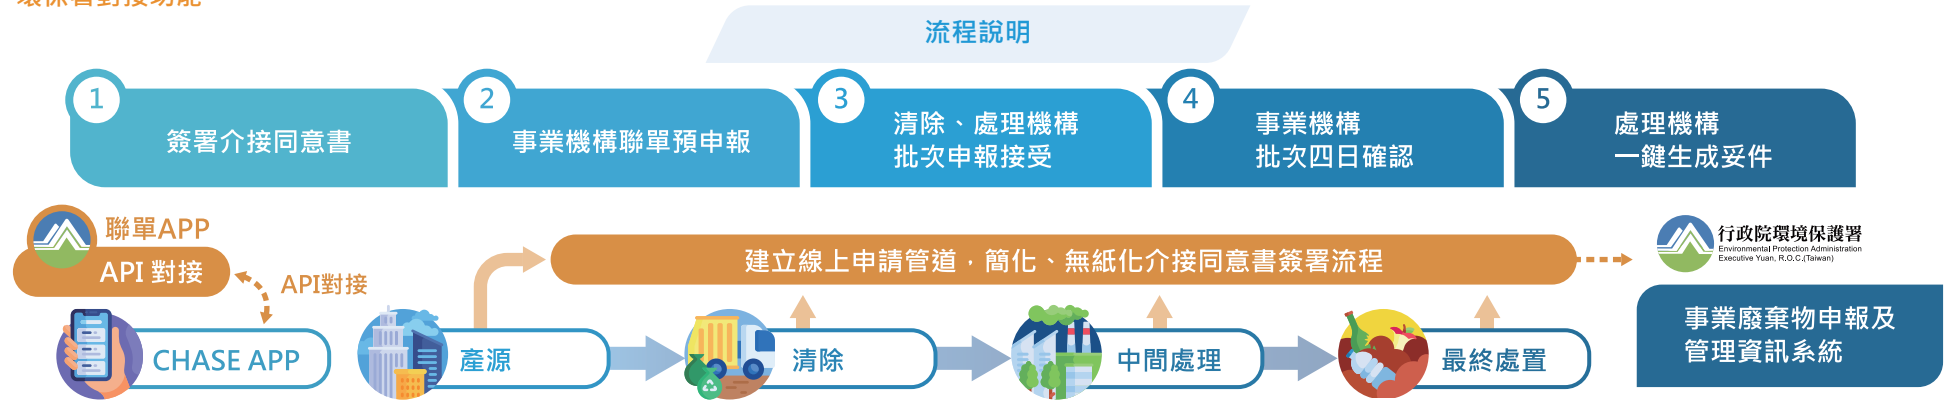 環保署對接功能
流程說明
1
簽署介接同意書
2
事業機構聯單預申報
3
清除、處理機構
批次申報接受
4
事業機構
批次四日確認
5
處理機構
一鍵生成妥件
聯單APP
API 對接
API對接
建立線上申請管道，簡化、無紙化介接同意書簽署流程
行政院環境保護署
Environmental Protection Administration
Executive Yuan, R.O.C.(Taiwan)
CHASE APP
產源
清除
中間處理
最終處置
事業廢棄物申報及
管理資訊系統